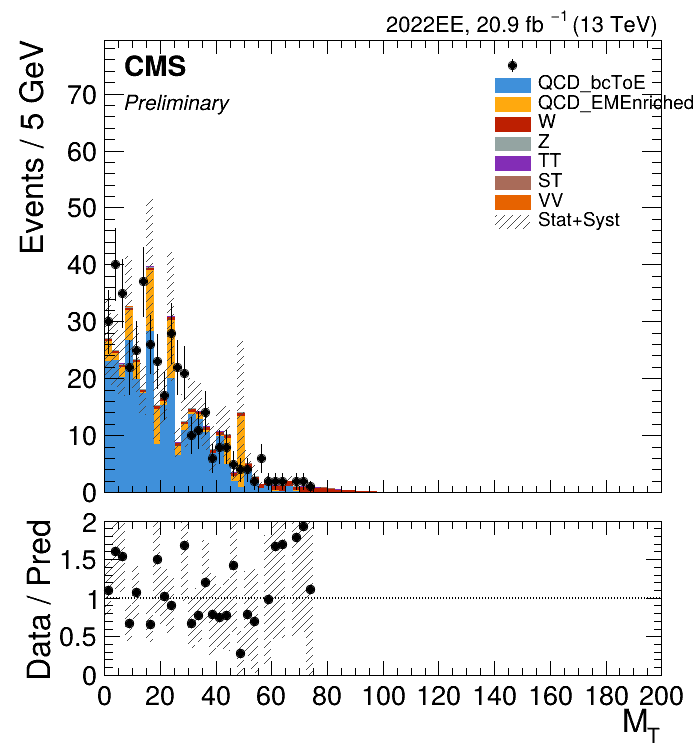 2022EE, 20.9 fb⁻¹ (13 TeV)
CMS
Preliminary
QCD_bcToE
QCD_EMEnriched
W
Z
TT
ST
VV
Stat+Syst
Events / 5 GeV
70
60
50
40
30
20
10
0
Data / Pred
2
1.5
1
0.5
0
0 20 40 60 80 100 120 140 160 180 200
M_T